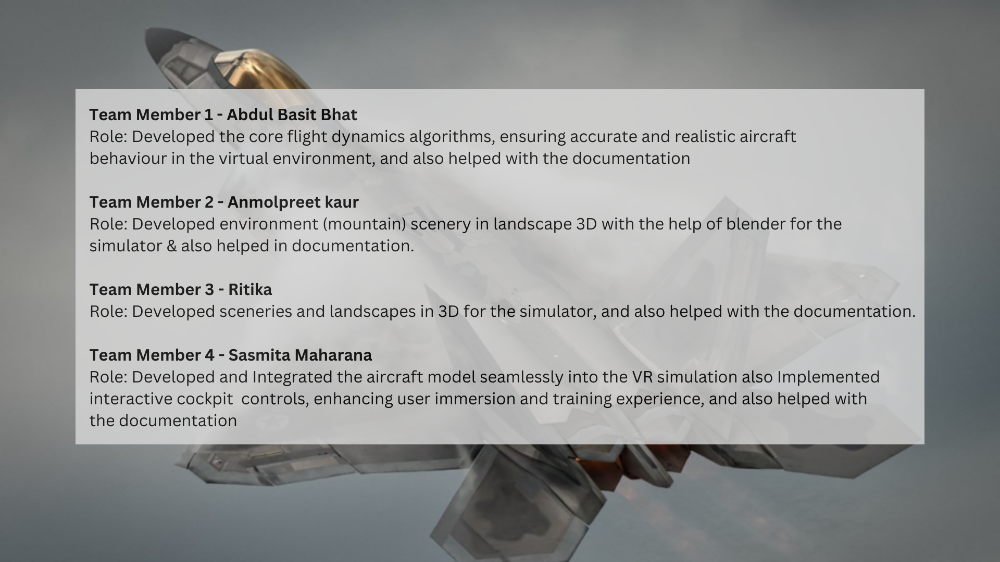 Team Member 1 - Abdul Basit Bhat
Role: Developed the core flight dynamics algorithms, ensuring accurate and realistic aircraft
behaviour in the virtual environment, and also helped with the documentation
Team Member 2 - Anmolpreet kaur
Role: Developed environment (mountain) scenery in landscape 3D with the help of blender for the
simulator & also helped in documentation.
Team Member 3 - Ritika
Role: Developed sceneries and landscapes in 3D for the simulator, and also helped with the documentation.
Team Member 4 - Sasmita Maharana
Role: Developed and Integrated the aircraft model seamlessly into the VR simulation also Implemented
interactive cockpit  controls, enhancing user immersion and training experience, and also helped with
the documentation